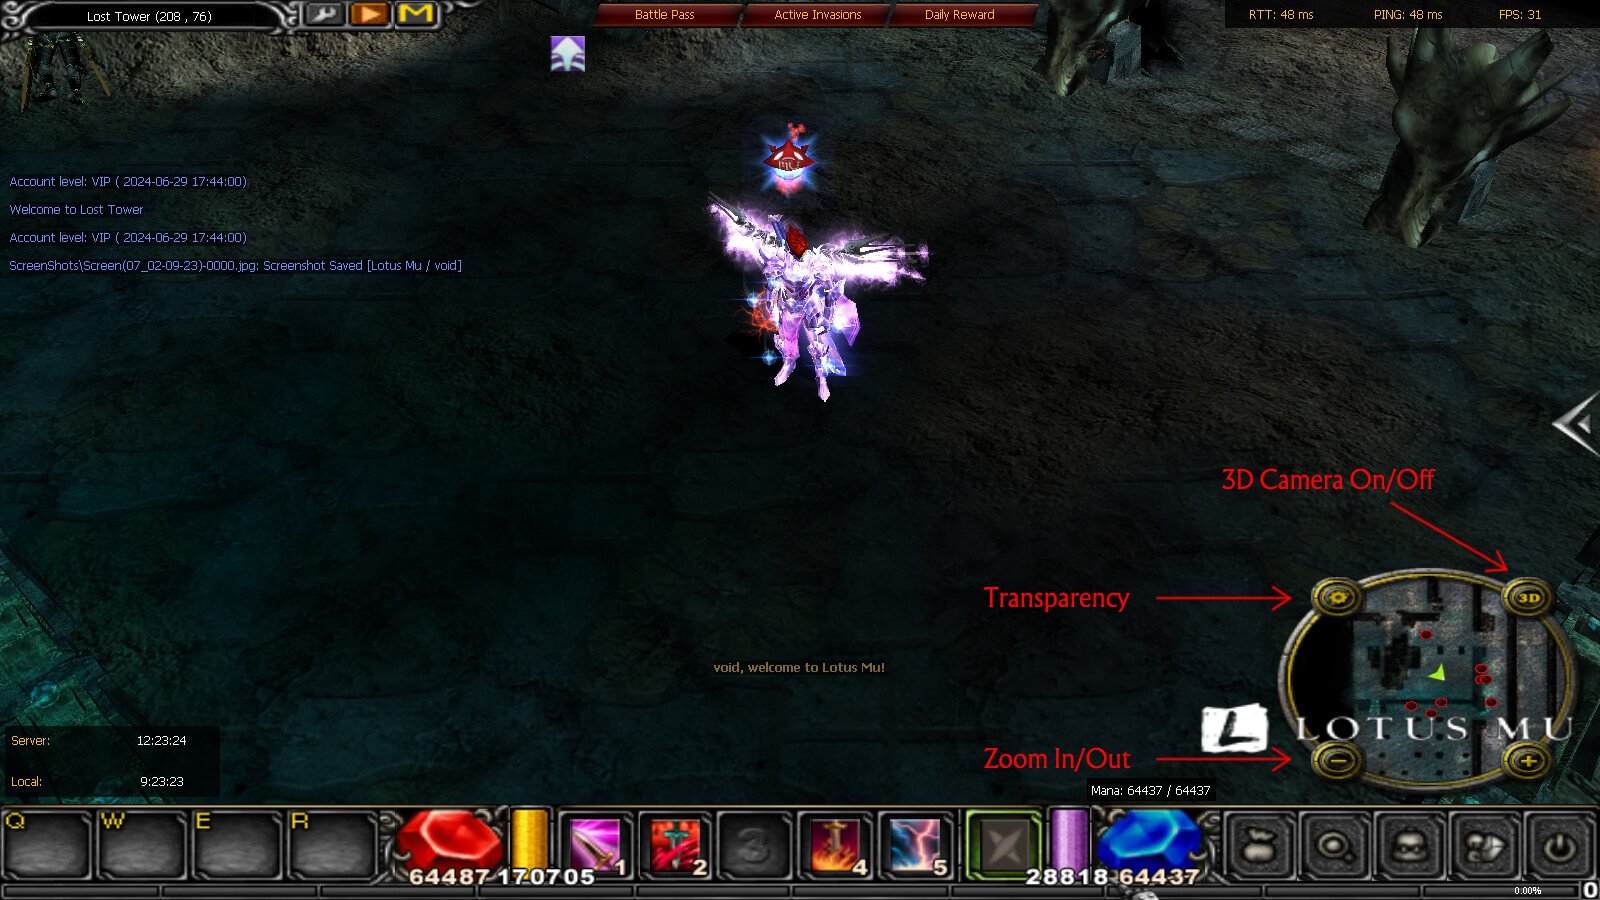 Lost Tower (208 , 76)
Battle Pass
Active Invasions
Daily Reward
RTT: 48 ms
PING: 48 ms
FPS: 31
Account level: VIP ( 2024-06-29 17:44:00)
Welcome to Lost Tower
Account level: VIP ( 2024-06-29 17:44:00)
ScreenShots\Screen(07_02-09-23)-0000.jpg: Screenshot Saved [Lotus Mu / void]
3D Camera On/Off
Transparency
3D
void, welcome to Lotus Mu!
L LOTUS MU
Server: 12:23:24
Zoom In/Out
Local: 9:23:23
Mana: 64437 / 64437
Q
W
E
R
1
2
3
4
5
64487
170705
28818
64437
0.00%
0